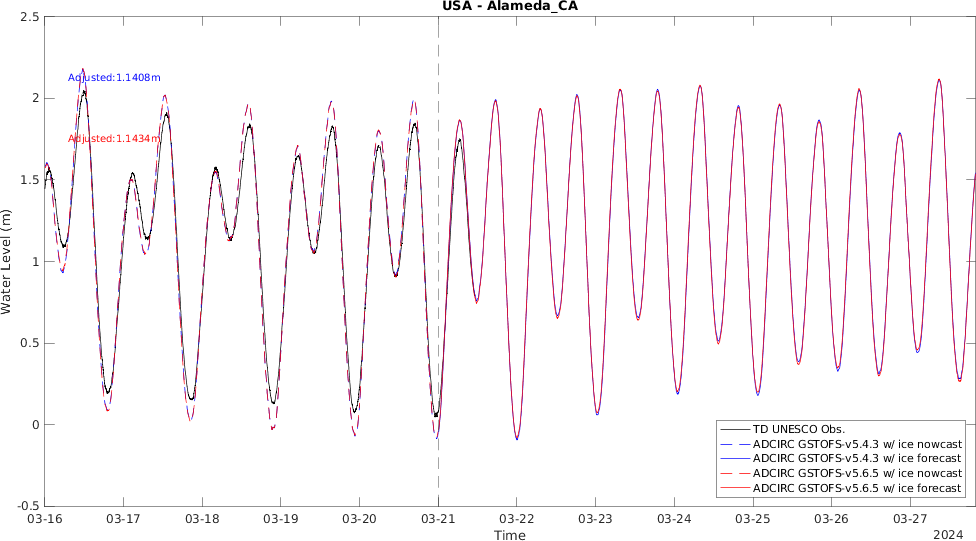 USA - Alameda_CA
2.5
2
1.5
1
0.5
0
-0.5
Water Level (m)
Adjusted:1.1408m
Adjusted:1.1434m
TD UNESCO Obs.
ADCIRC GSTOFS-v5.4.3 w/ ice nowcast
ADCIRC GSTOFS-v5.4.3 w/ ice forecast
ADCIRC GSTOFS-v5.6.5 w/ ice nowcast
ADCIRC GSTOFS-v5.6.5 w/ ice forecast
03-16 03-17 03-18 03-19 03-20 03-21 03-22 03-23 03-24 03-25 03-26 03-27
Time
2024